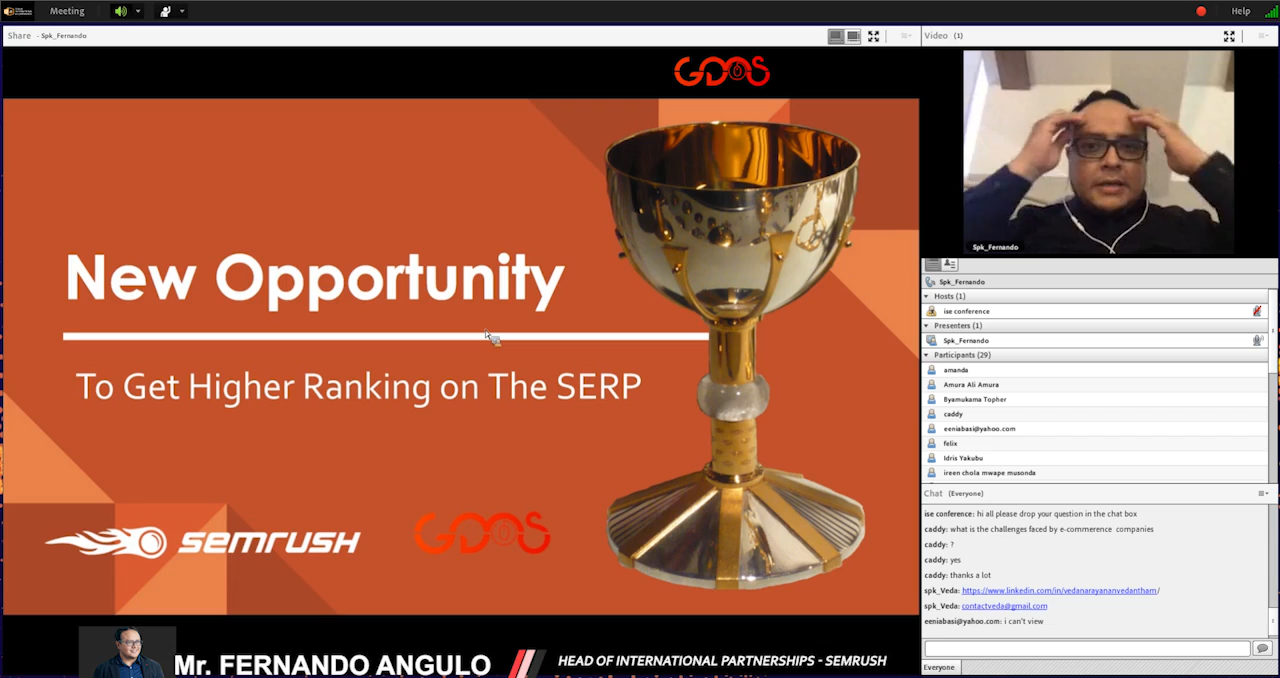 Meeting
Help
Share - Spk_Fernando
Video (1)
GDOS
New Opportunity
To Get Higher Ranking on The SERP
SEMRUSH
GDOS
Mr. FERNANDO ANGULO
HEAD OF INTERNATIONAL PARTNERSHIPS - SEMRUSH
Spk_Fernando
Spk_Fernando
Hosts (1)
ise conference
Presenters (1)
Spk_Fernando
Participants (29)
amanda
Amura Ali Amura
Byamukama Topher
caddy
eeniabasi@yahoo.com
felix
Idris Yakubu
ireen chola mwape musonda
Chat (Everyone)
ise conference: hi all please drop your question in the chat box
caddy: what is the challenges faced by e-commerence companies
caddy: ?
caddy: yes
caddy: thanks a lot
spk_Veda: https://www.linkedin.com/in/vedanarayananvedantham/
spk_Veda: contactveda@gmail.com
eeniabasi@yahoo.com: i can't view
Everyone